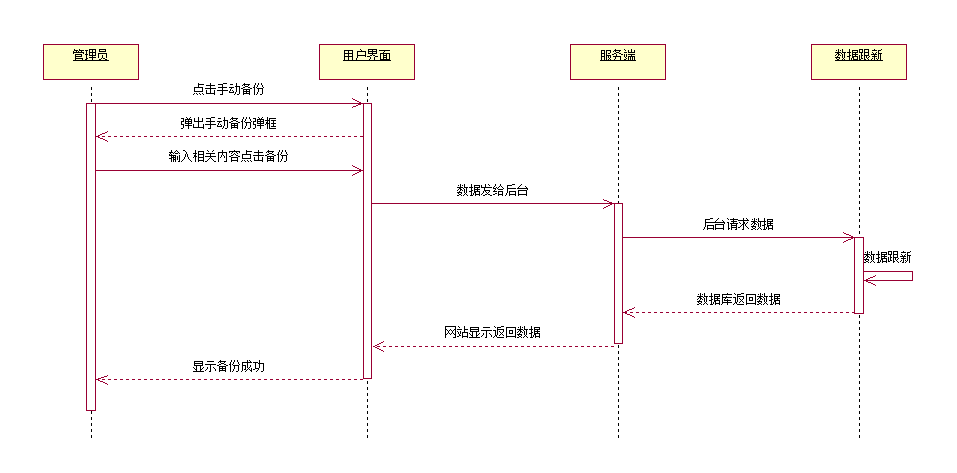 管理员
用户界面
服务端
数据跟新
点击手动备份
弹出手动备份弹框
输入相关内容点击备份
数据发给后台
后台请求数据
数据跟新
数据库返回数据
网站显示返回数据
显示备份成功